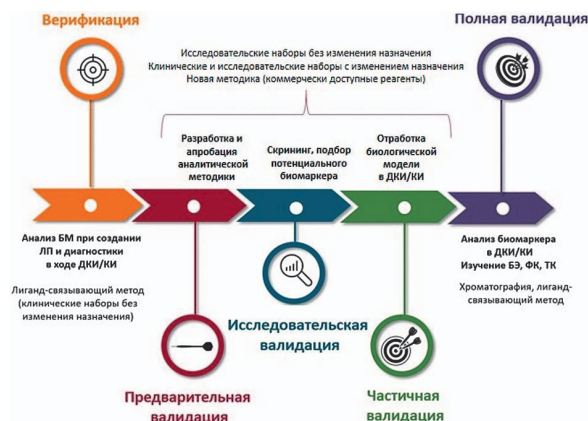 Верификация
Полная валидация
Исследовательские наборы без изменения назначения
Клинические и исследовательские наборы с изменением назначения
Новая методика (коммерчески доступные реагенты)
Разработка и
апробация
аналитической
методики
Скрининг, подбор
потенциального
биомаркера
Отработка
биологической
модели
в ДКИ/КИ
Анализ БМ при создании
ЛП и диагностики
в ходе ДКИ/КИ
Лиганд-связывающий метод
(клинические наборы без
изменения назначения)
Анализ биомаркера
в ДКИ/КИ
Изучение БЭ, ФК, ТК
Хроматография, лиганд-
связывающий метод
Исследовательская
валидация
Предварительная
валидация
Частичная
валидация